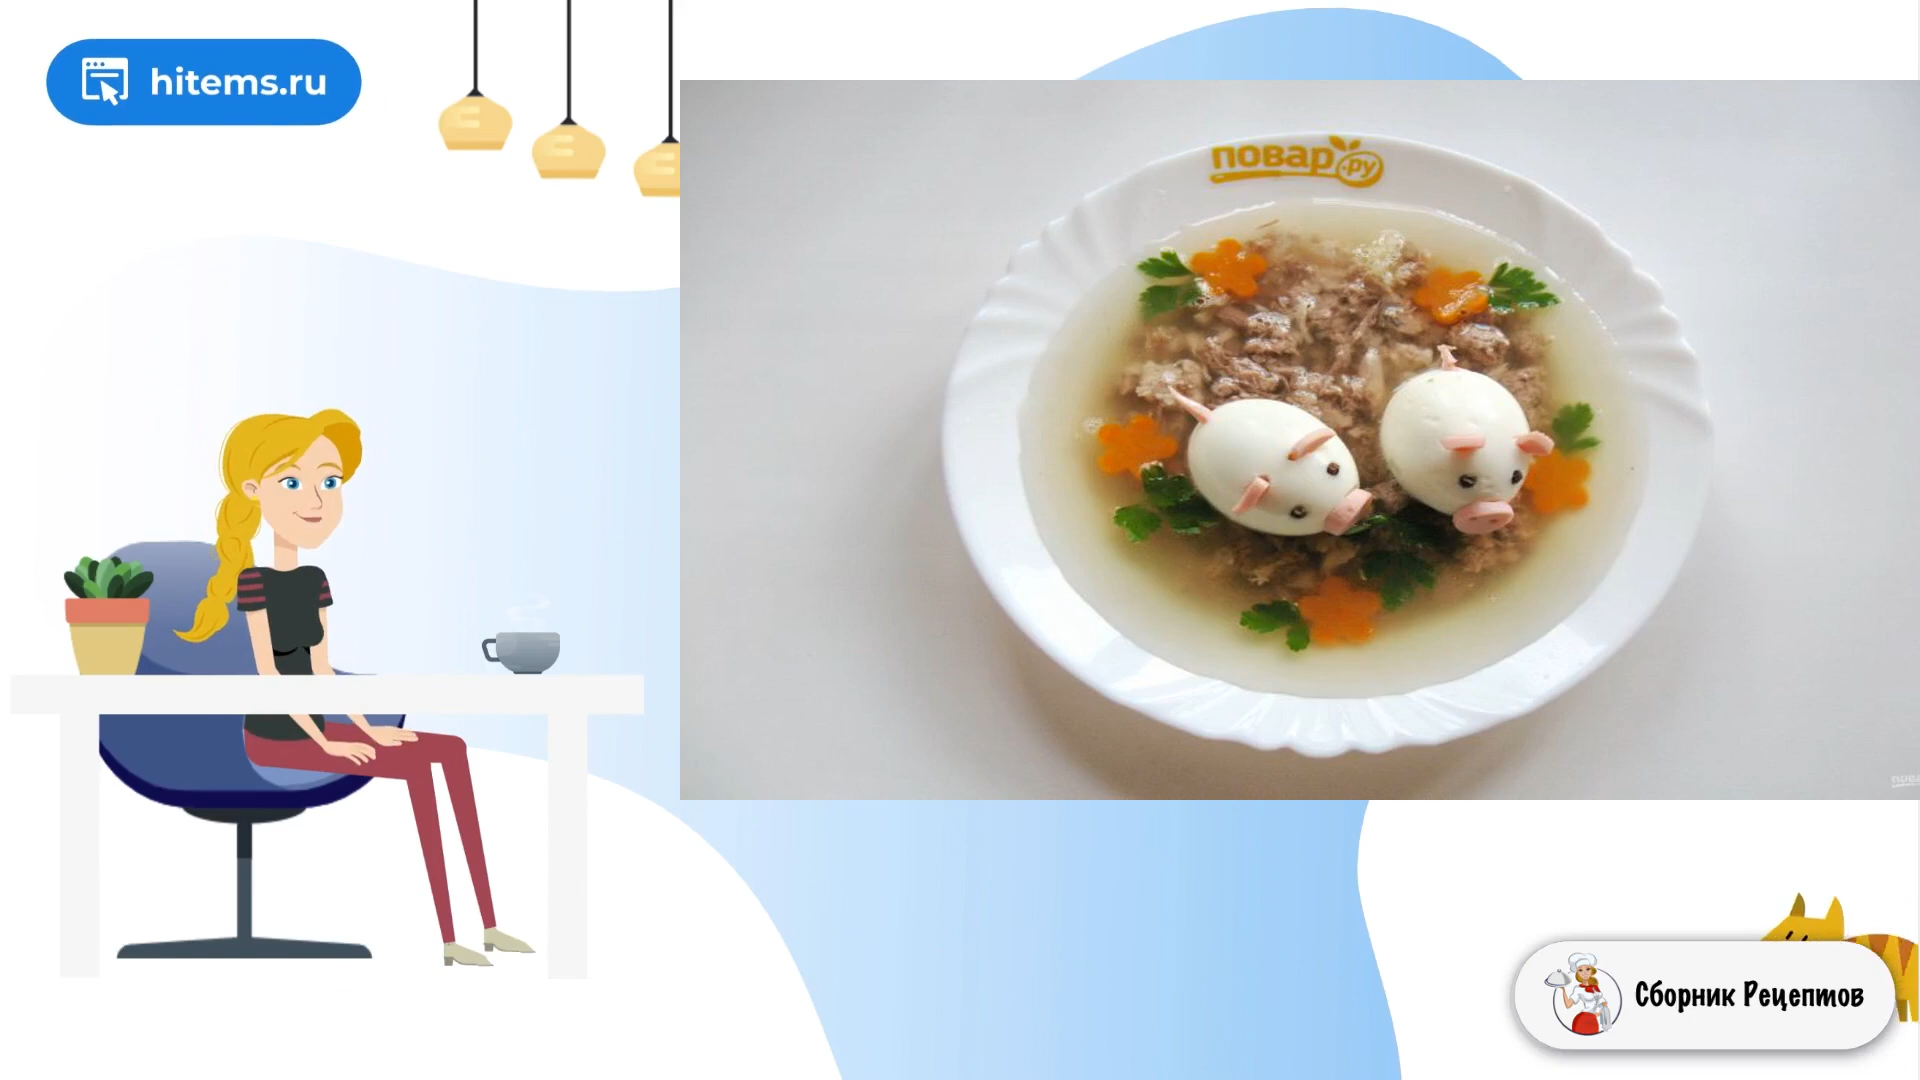 hitems.ru
повар.ру
Сборник Рецептов